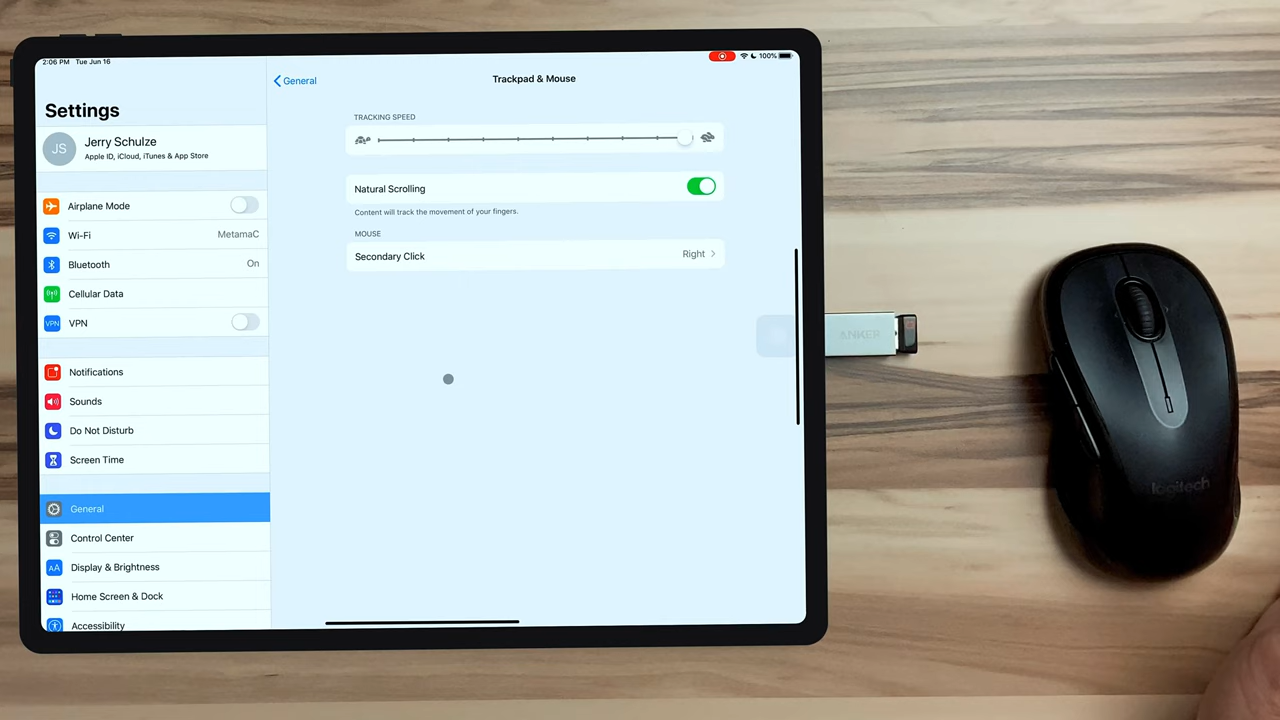 2:06 PM Tue Jun 16
100%
Settings
JS
Jerry Schulze
Apple ID, iCloud, iTunes & App Store
Airplane Mode
Wi-Fi MetamaC
Bluetooth On
Cellular Data
VPN VPN
Notifications
Sounds
Do Not Disturb
Screen Time
General
Control Center
AA Display & Brightness
Home Screen & Dock
Accessibility
General
Trackpad & Mouse
TRACKING SPEED
Natural Scrolling
Content will track the movement of your fingers.
MOUSE
Secondary Click Right
ANKER
logitech